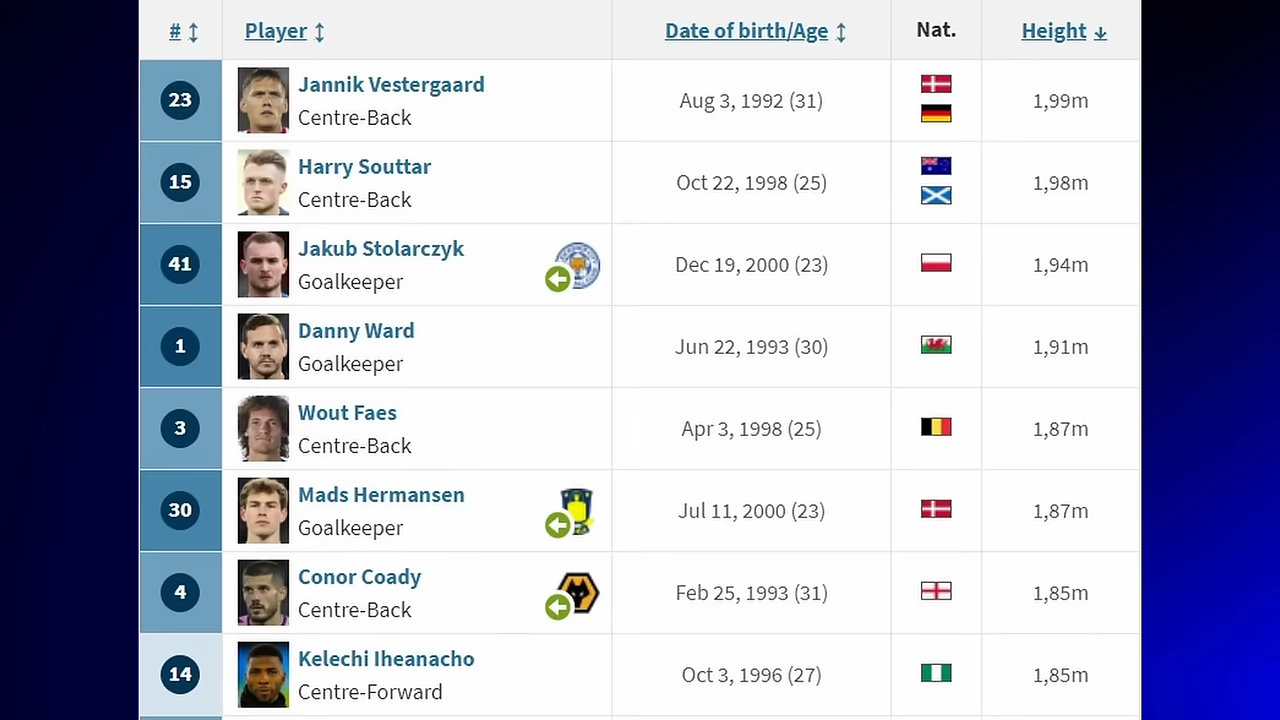 # Player Date of birth/Age Nat. Height
23 Jannik Vestergaard Aug 3, 1992 (31) 1,99m
Centre-Back
15 Harry Souttar Oct 22, 1998 (25) 1,98m
Centre-Back
41 Jakub Stolarczyk Dec 19, 2000 (23) 1,94m
Goalkeeper
1 Danny Ward Jun 22, 1993 (30) 1,91m
Goalkeeper
3 Wout Faes Apr 3, 1998 (25) 1,87m
Centre-Back
30 Mads Hermansen Jul 11, 2000 (23) 1,87m
Goalkeeper
4 Conor Coady Feb 25, 1993 (31) 1,85m
Centre-Back
14 Kelechi Iheanacho Oct 3, 1996 (27) 1,85m
Centre-Forward